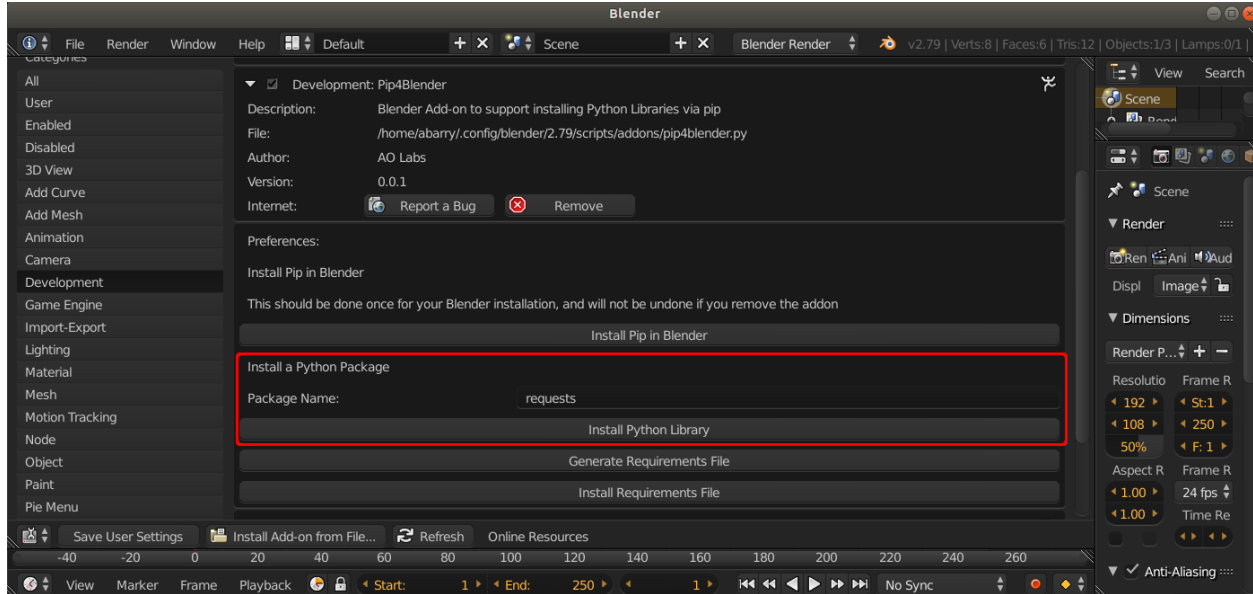 Blender
File Render Window Help Default Scene Blender Render v2.79 | Verts:8 | Faces:6 | Tris:12 | Objects:1/3 | Lamps:0/1 |
Categories
All
User
Enabled
Disabled
3D View
Add Curve
Add Mesh
Animation
Camera
Development
Game Engine
Import-Export
Lighting
Material
Mesh
Motion Tracking
Node
Object
Paint
Pie Menu
Development: Pip4Blender
Description: Blender Add-on to support installing Python Libraries via pip
File: /home/abarry/.config/blender/2.79/scripts/addons/pip4blender.py
Author: AO Labs
Version: 0.0.1
Internet: Report a Bug Remove
Preferences:
Install Pip in Blender
This should be done once for your Blender installation, and will not be undone if you remove the addon
Install Pip in Blender
Install a Python Package
Package Name: requests
Install Python Library
Generate Requirements File
Install Requirements File
Save User Settings Install Add-on from File... Refresh Online Resources
-40 -20 0 20 40 60 80 100 120 140 160 180 200 220 240 260
View Marker Frame Playback Start: 1 End: 250 1 No Sync
View Search
Scene
Scene
Render
Ren Ani Aud
Displ Image
Dimensions
Render P...
Resolutio Frame R
192 St:1
108 250
50% F: 1
Aspect R Frame R
1.00 24 fps
1.00 Time Re
Anti-Aliasing